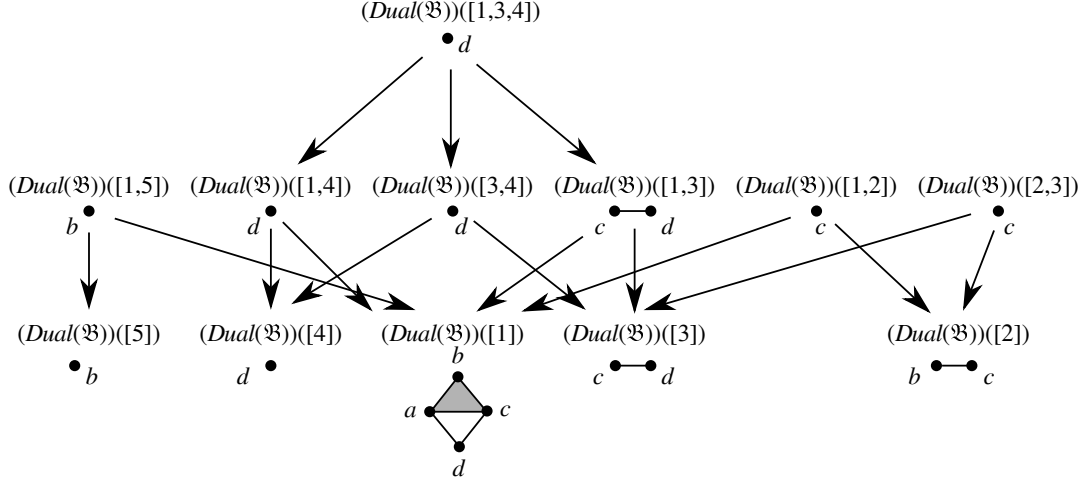 (Dual(𝔅))([1,3,4])
d
(Dual(𝔅))([1,5]) (Dual(𝔅))([1,4]) (Dual(𝔅))([3,4]) (Dual(𝔅))([1,3]) (Dual(𝔅))([1,2]) (Dual(𝔅))([2,3])
b d d c d c c
(Dual(𝔅))([5]) (Dual(𝔅))([4]) (Dual(𝔅))([1]) (Dual(𝔅))([3]) (Dual(𝔅))([2])
b d b c d b c
a c
d